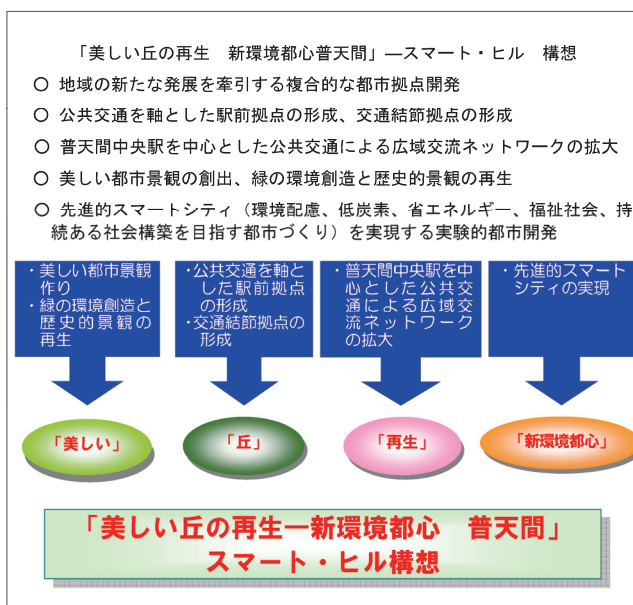 「美しい丘の再生　新環境都心普天間」―スマート・ヒル　構想
○ 地域の新たな発展を牽引する複合的な都市拠点開発
○ 公共交通を軸とした駅前拠点の形成、交通結節拠点の形成
○ 普天間中央駅を中心とした公共交通による広域交流ネットワークの拡大
○ 美しい都市景観の創出、緑の環境創造と歴史的景観の再生
○ 先進的スマートシティ（環境配慮、低炭素、省エネルギー、福祉社会、持
続ある社会構築を目指す都市づくり）を実現する実験的都市開発
・美しい都市景観
作り
・緑の環境創造と
歴史的景観の
再生
・公共交通を軸と
した駅前拠点
の形成
・交通結節拠点の
形成
・普天間中央駅を中
心とした公共交
通による広域交
流ネットワーク
の拡大
・先進的スマート
シティの実現
「美しい」
「丘」
「再生」
「新環境都心」
「美しい丘の再生ー新環境都心　普天間」
スマート・ヒル構想